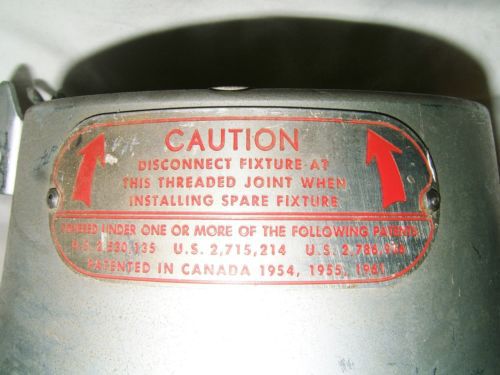 CAUTION
DISCONNECT FIXTURE AT
THIS THREADED JOINT WHEN
INSTALLING SPARE FIXTURE
UNDER ONE OR MORE OF THE FOLLOWING PATENTS
U.S. U.S. 2,715,214 U.S.
PATENTED IN CANADA 1954, 1955, 1961